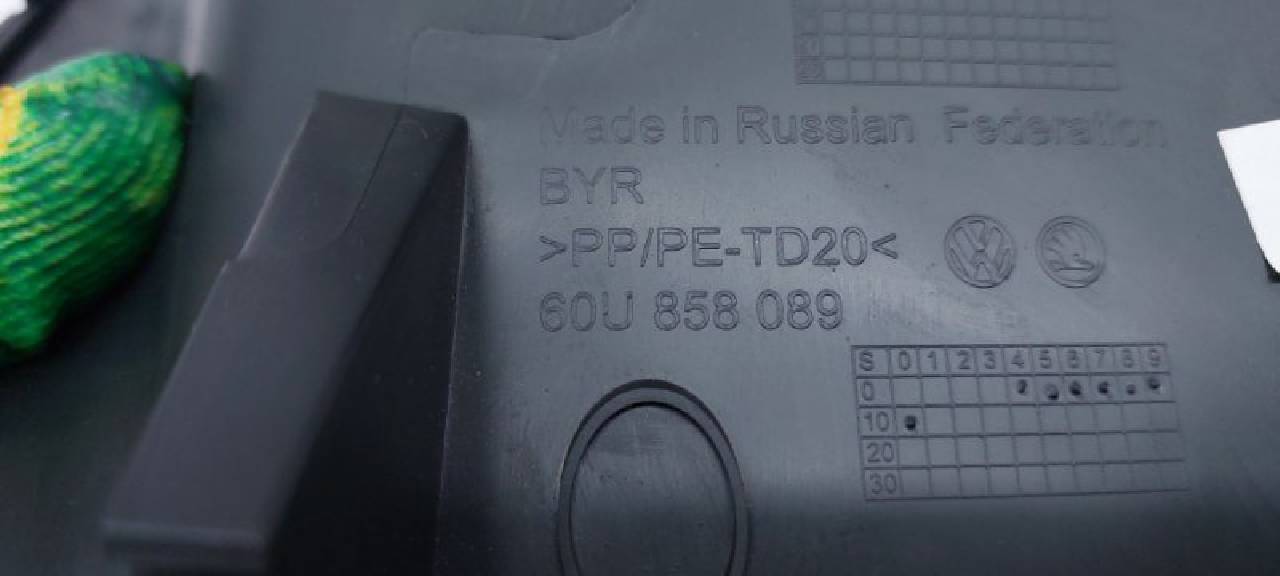 Made in Russian Federation
BYR
>PP/PE-TD20<
60U 858 089
S 0 1 2 3 4 5 6 7 8 9
0
10
20
30